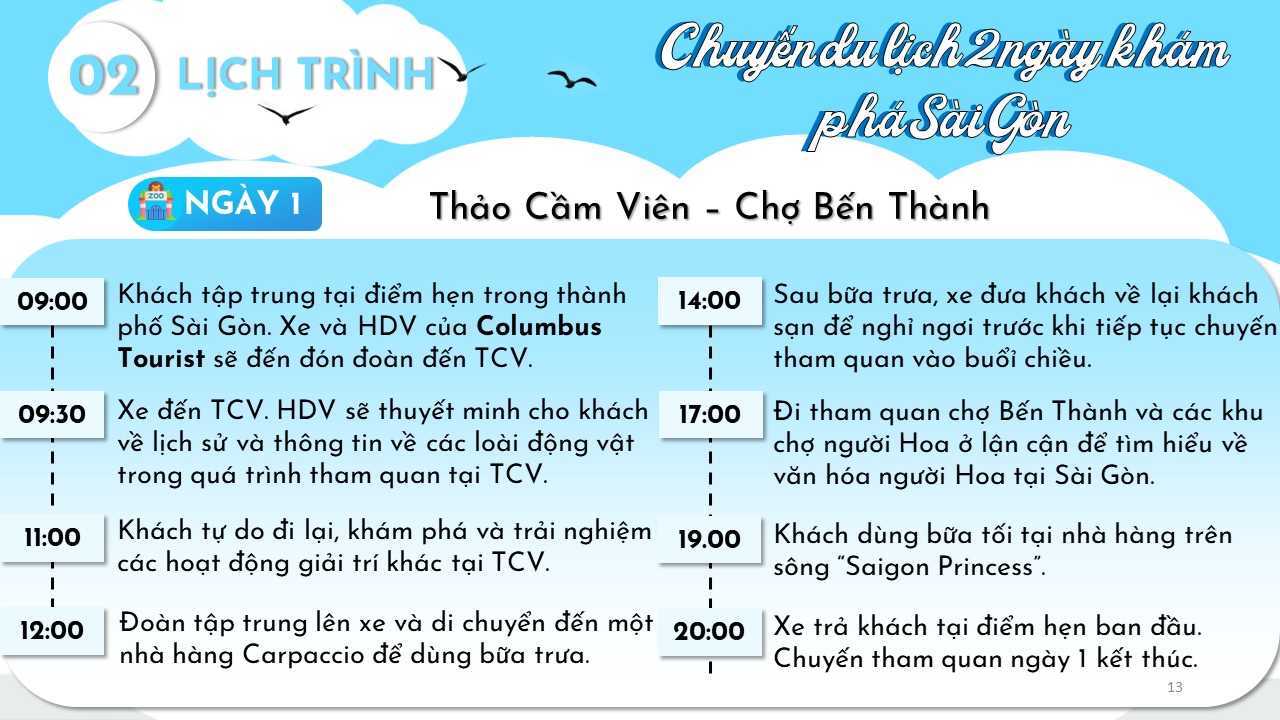 02 LỊCH TRÌNH
Chuyến du lịch 2 ngày khám
phá Sài Gòn
ZOO
NGÀY 1
Thảo Cầm Viên – Chợ Bến Thành
09:00
Khách tập trung tại điểm hẹn trong thành
phố Sài Gòn. Xe và HDV của Columbus
Tourist sẽ đến đón đoàn đến TCV.
09:30
Xe đến TCV. HDV sẽ thuyết minh cho khách
về lịch sử và thông tin về các loài động vật
trong quá trình tham quan tại TCV.
11:00
Khách tự do đi lại, khám phá và trải nghiệm
các hoạt động giải trí khác tại TCV.
12:00
Đoàn tập trung lên xe và di chuyển đến một
nhà hàng Carpaccio để dùng bữa trưa.
14:00
Sau bữa trưa, xe đưa khách về lại khách
sạn để nghỉ ngơi trước khi tiếp tục chuyến
tham quan vào buổi chiều.
17:00
Đi tham quan chợ Bến Thành và các khu
chợ người Hoa ở lận cận để tìm hiểu về
văn hóa người Hoa tại Sài Gòn.
19.00
Khách dùng bữa tối tại nhà hàng trên
sông “Saigon Princess”.
20:00
Xe trả khách tại điểm hẹn ban đầu.
Chuyến tham quan ngày 1 kết thúc.
13